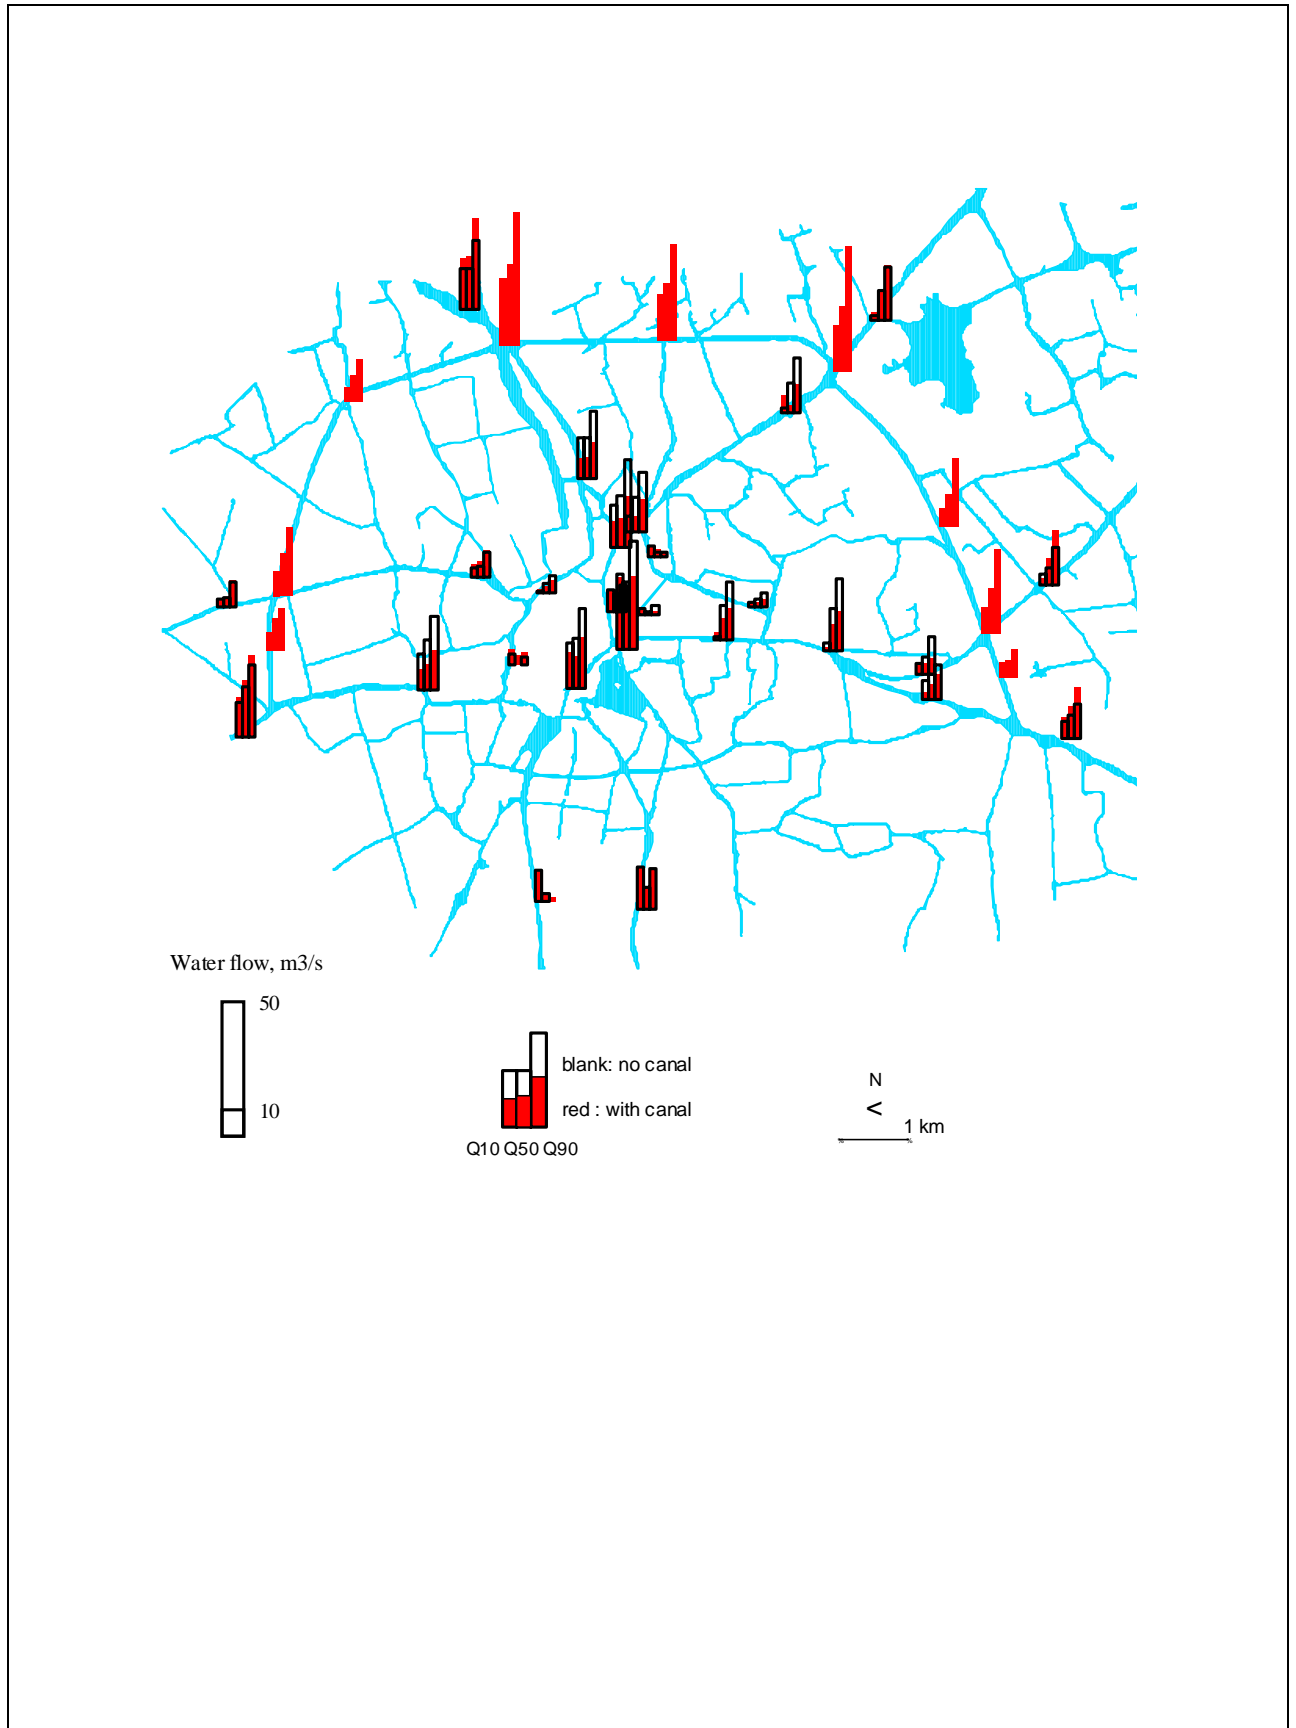 Water flow, m3/s
50
10
blank: no canal
red : with canal
Q10 Q50 Q90
N
<
1 km